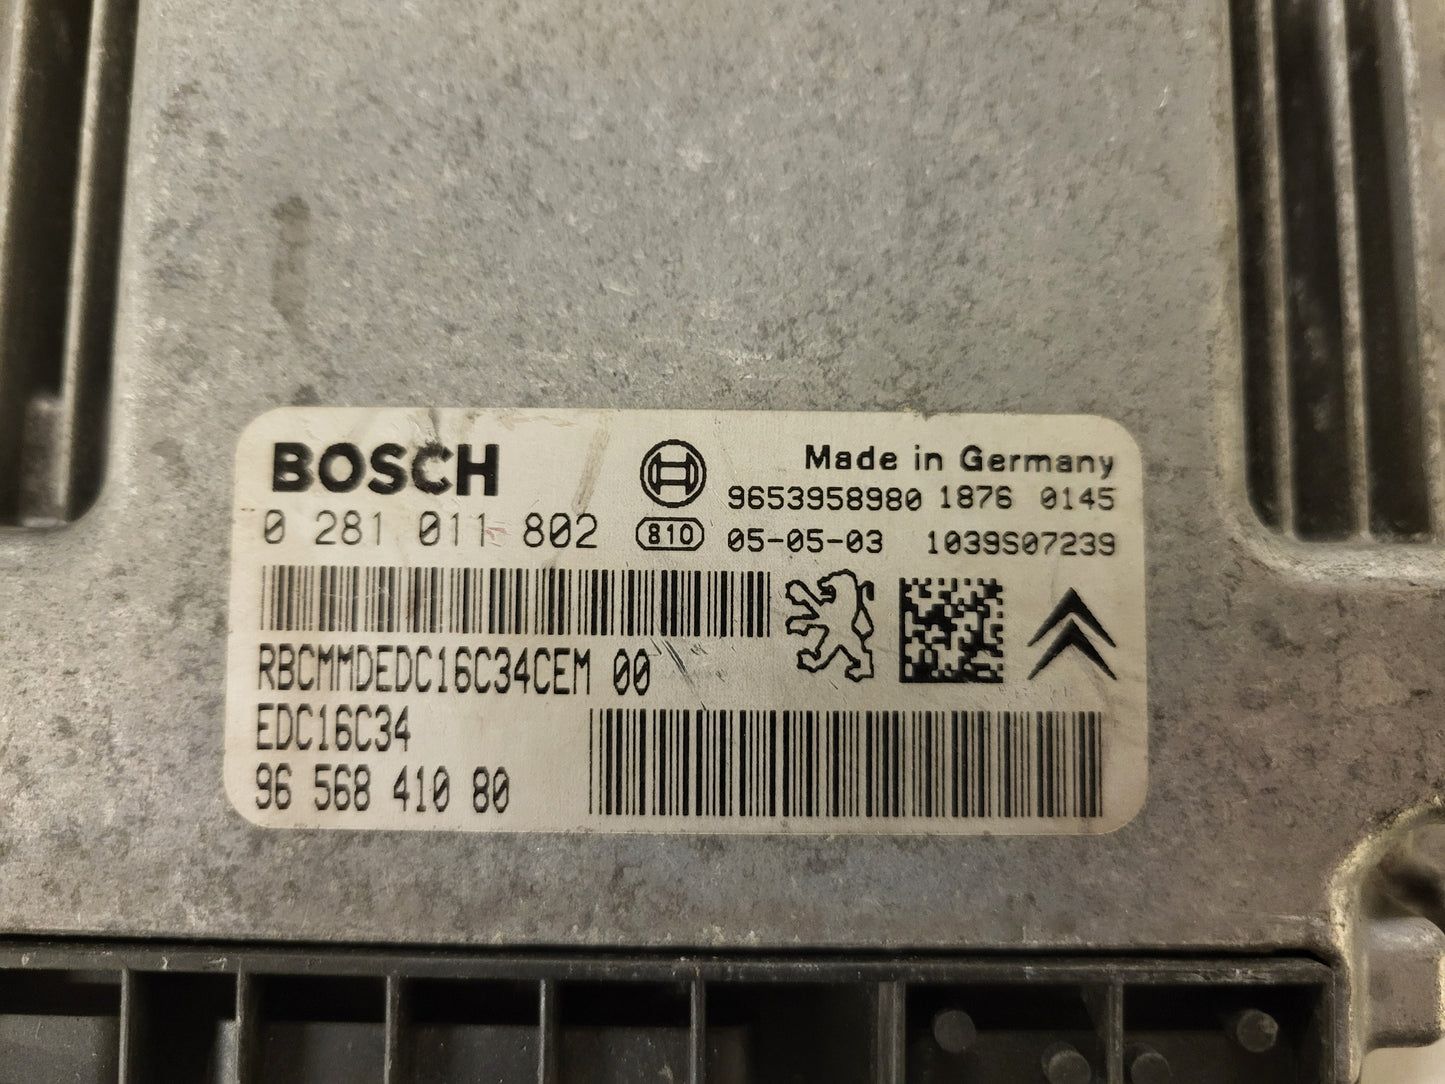 BOSCH
Made in Germany
9653958980 1876 0145
0 281 011 802
810
05-05-03 1039S07239
RBCMMDEDC16C34CEM 00
EDC16C34
96 568 410 80